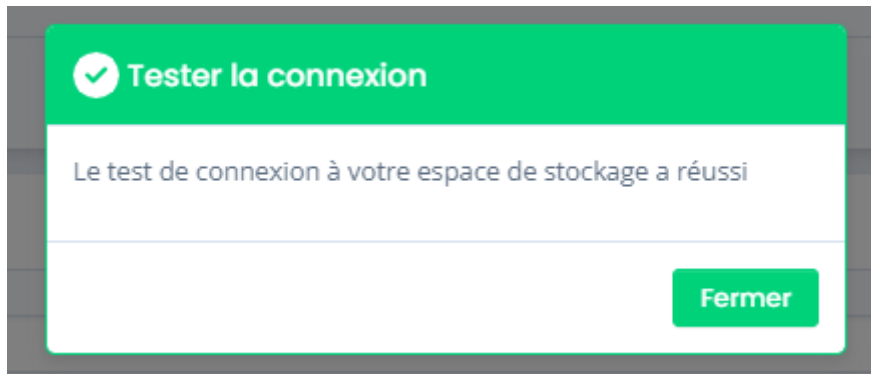 Tester la connexion
Le test de connexion à votre espace de stockage a réussi
Fermer